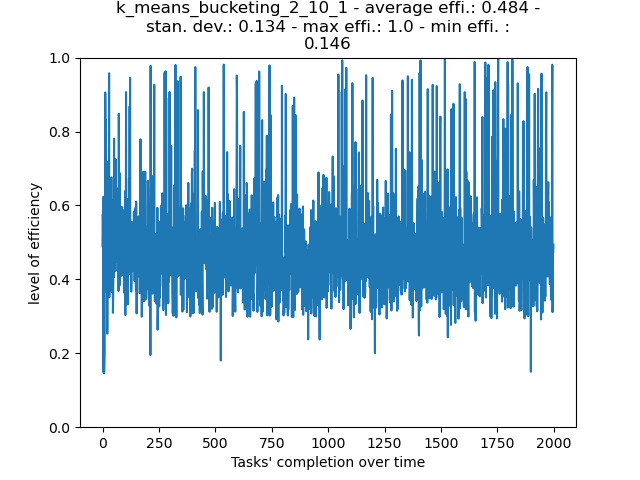 k_means_bucketing_2_10_1 - average effi.: 0.484 -
stan. dev.: 0.134 - max effi.: 1.0 - min effi. :
0.146
1.0
0.8
0.6
0.4
0.2
0.0
level of efficiency
0 250 500 750 1000 1250 1500 1750 2000
Tasks' completion over time